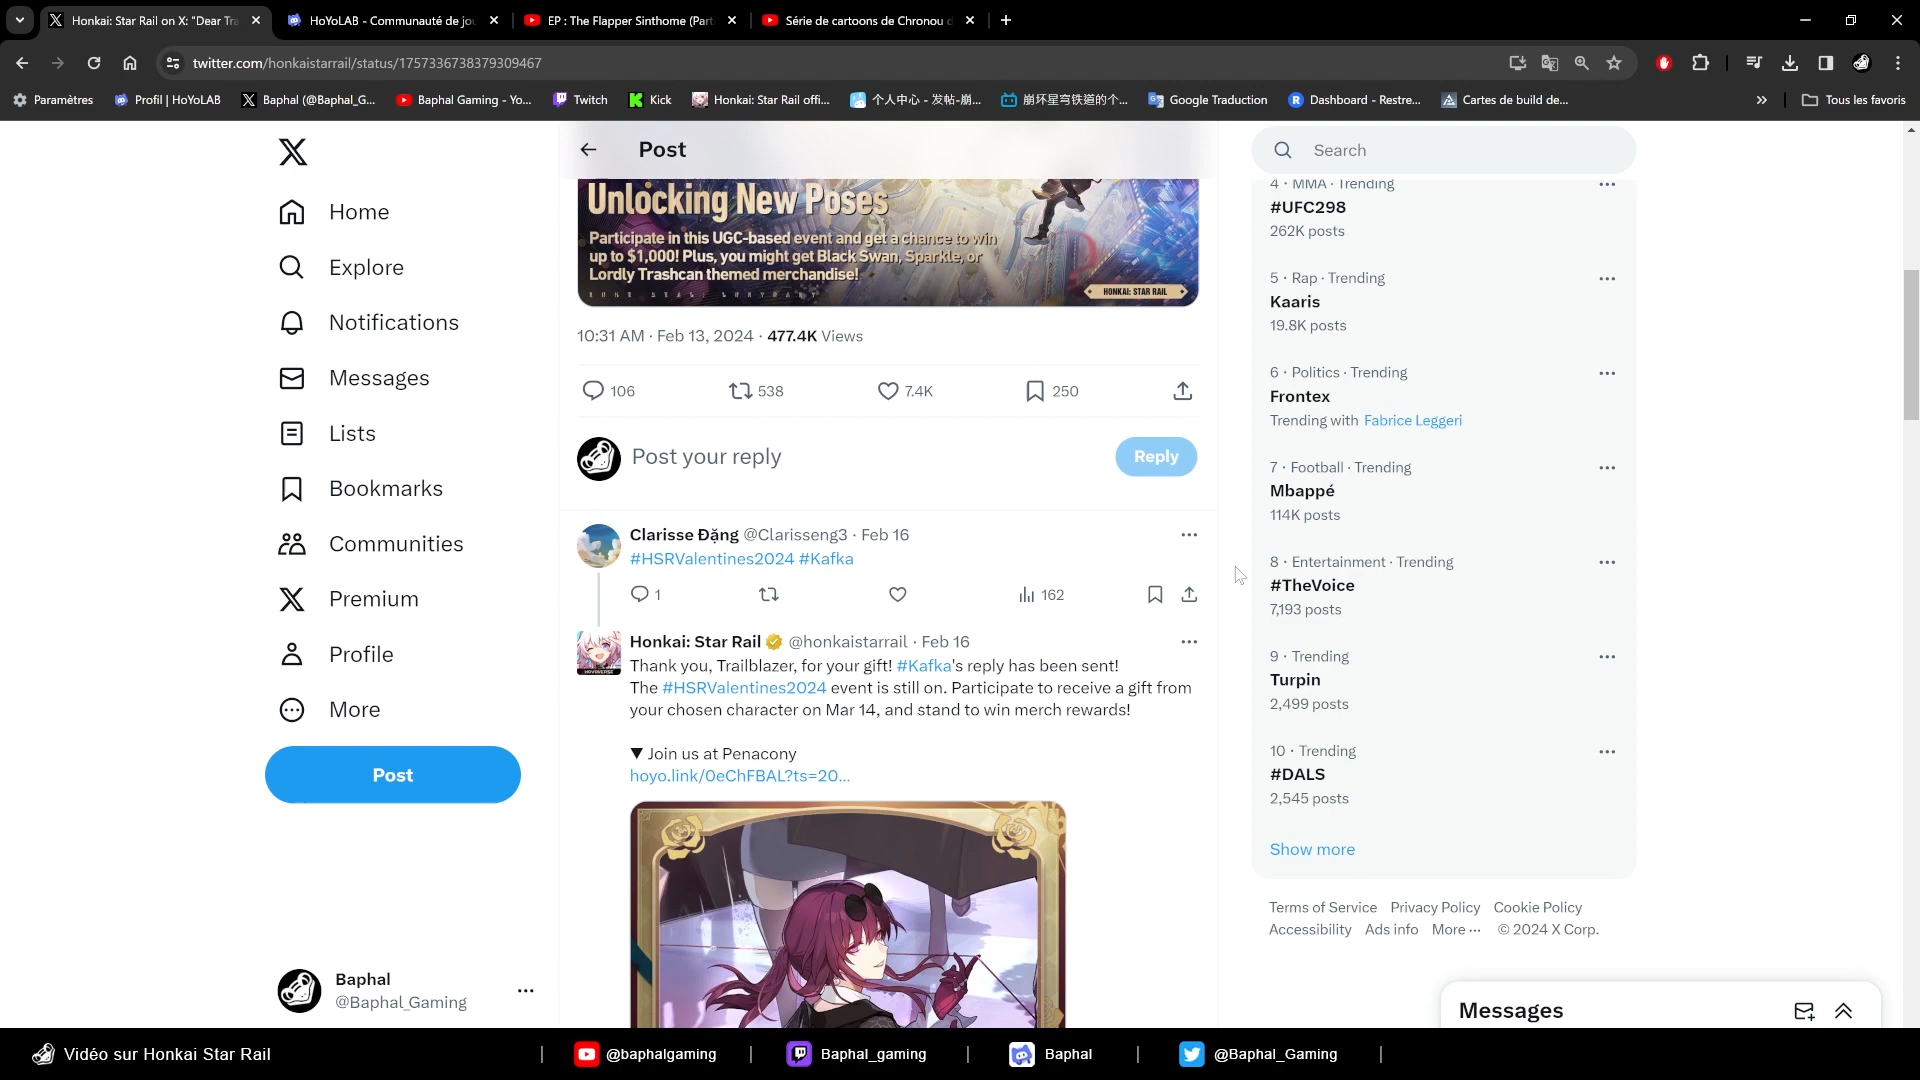 Honkai: Star Rail on X: "Dear Tra
HoYoLAB - Communauté de jou
EP : The Flapper Sinthome (Part
Série de cartoons de Chronou d
twitter.com/honkaistarrail/status/1757336738379309467
Paramètres
Profil | HoYoLAB
Baphal (@Baphal_G...
Baphal Gaming - Yo...
Twitch
Kick
Honkai: Star Rail offi...
个人中心 - 发帖-崩...
崩坏星穹铁道的个...
Google Traduction
Dashboard - Restre...
Cartes de build de...
Tous les favoris
Home
Explore
Notifications
Messages
Lists
Bookmarks
Communities
Premium
Profile
More
Post
Baphal
@Baphal_Gaming
Post
Unlocking New Poses
Participate in this UGC-based event and get a chance to win
up to $1,000! Plus, you might get Black Swan, Sparkle, or
Lordly Trashcan themed merchandise!
HONKAI: STAR RAIL
10:31 AM · Feb 13, 2024 · 477.4K Views
106
538
7.4K
250
Post your reply
Reply
Clarisse Đặng @Clarisseng3 · Feb 16
#HSRValentines2024 #Kafka
1
162
Honkai: Star Rail @honkaistarrail · Feb 16
Thank you, Trailblazer, for your gift! #Kafka's reply has been sent!
The #HSRValentines2024 event is still on. Participate to receive a gift from
your chosen character on Mar 14, and stand to win merch rewards!
▼ Join us at Penacony
hoyo.link/0eChFBAL?ts=20...
Search
4 · MMA · Trending
#UFC298
262K posts
5 · Rap · Trending
Kaaris
19.8K posts
6 · Politics · Trending
Frontex
Trending with Fabrice Leggeri
7 · Football · Trending
Mbappé
114K posts
8 · Entertainment · Trending
#TheVoice
7,193 posts
9 · Trending
Turpin
2,499 posts
10 · Trending
#DALS
2,545 posts
Show more
Terms of Service Privacy Policy Cookie Policy
Accessibility Ads info More ··· © 2024 X Corp.
Messages
Vidéo sur Honkai Star Rail
@baphalgaming
Baphal_gaming
Baphal
@Baphal_Gaming